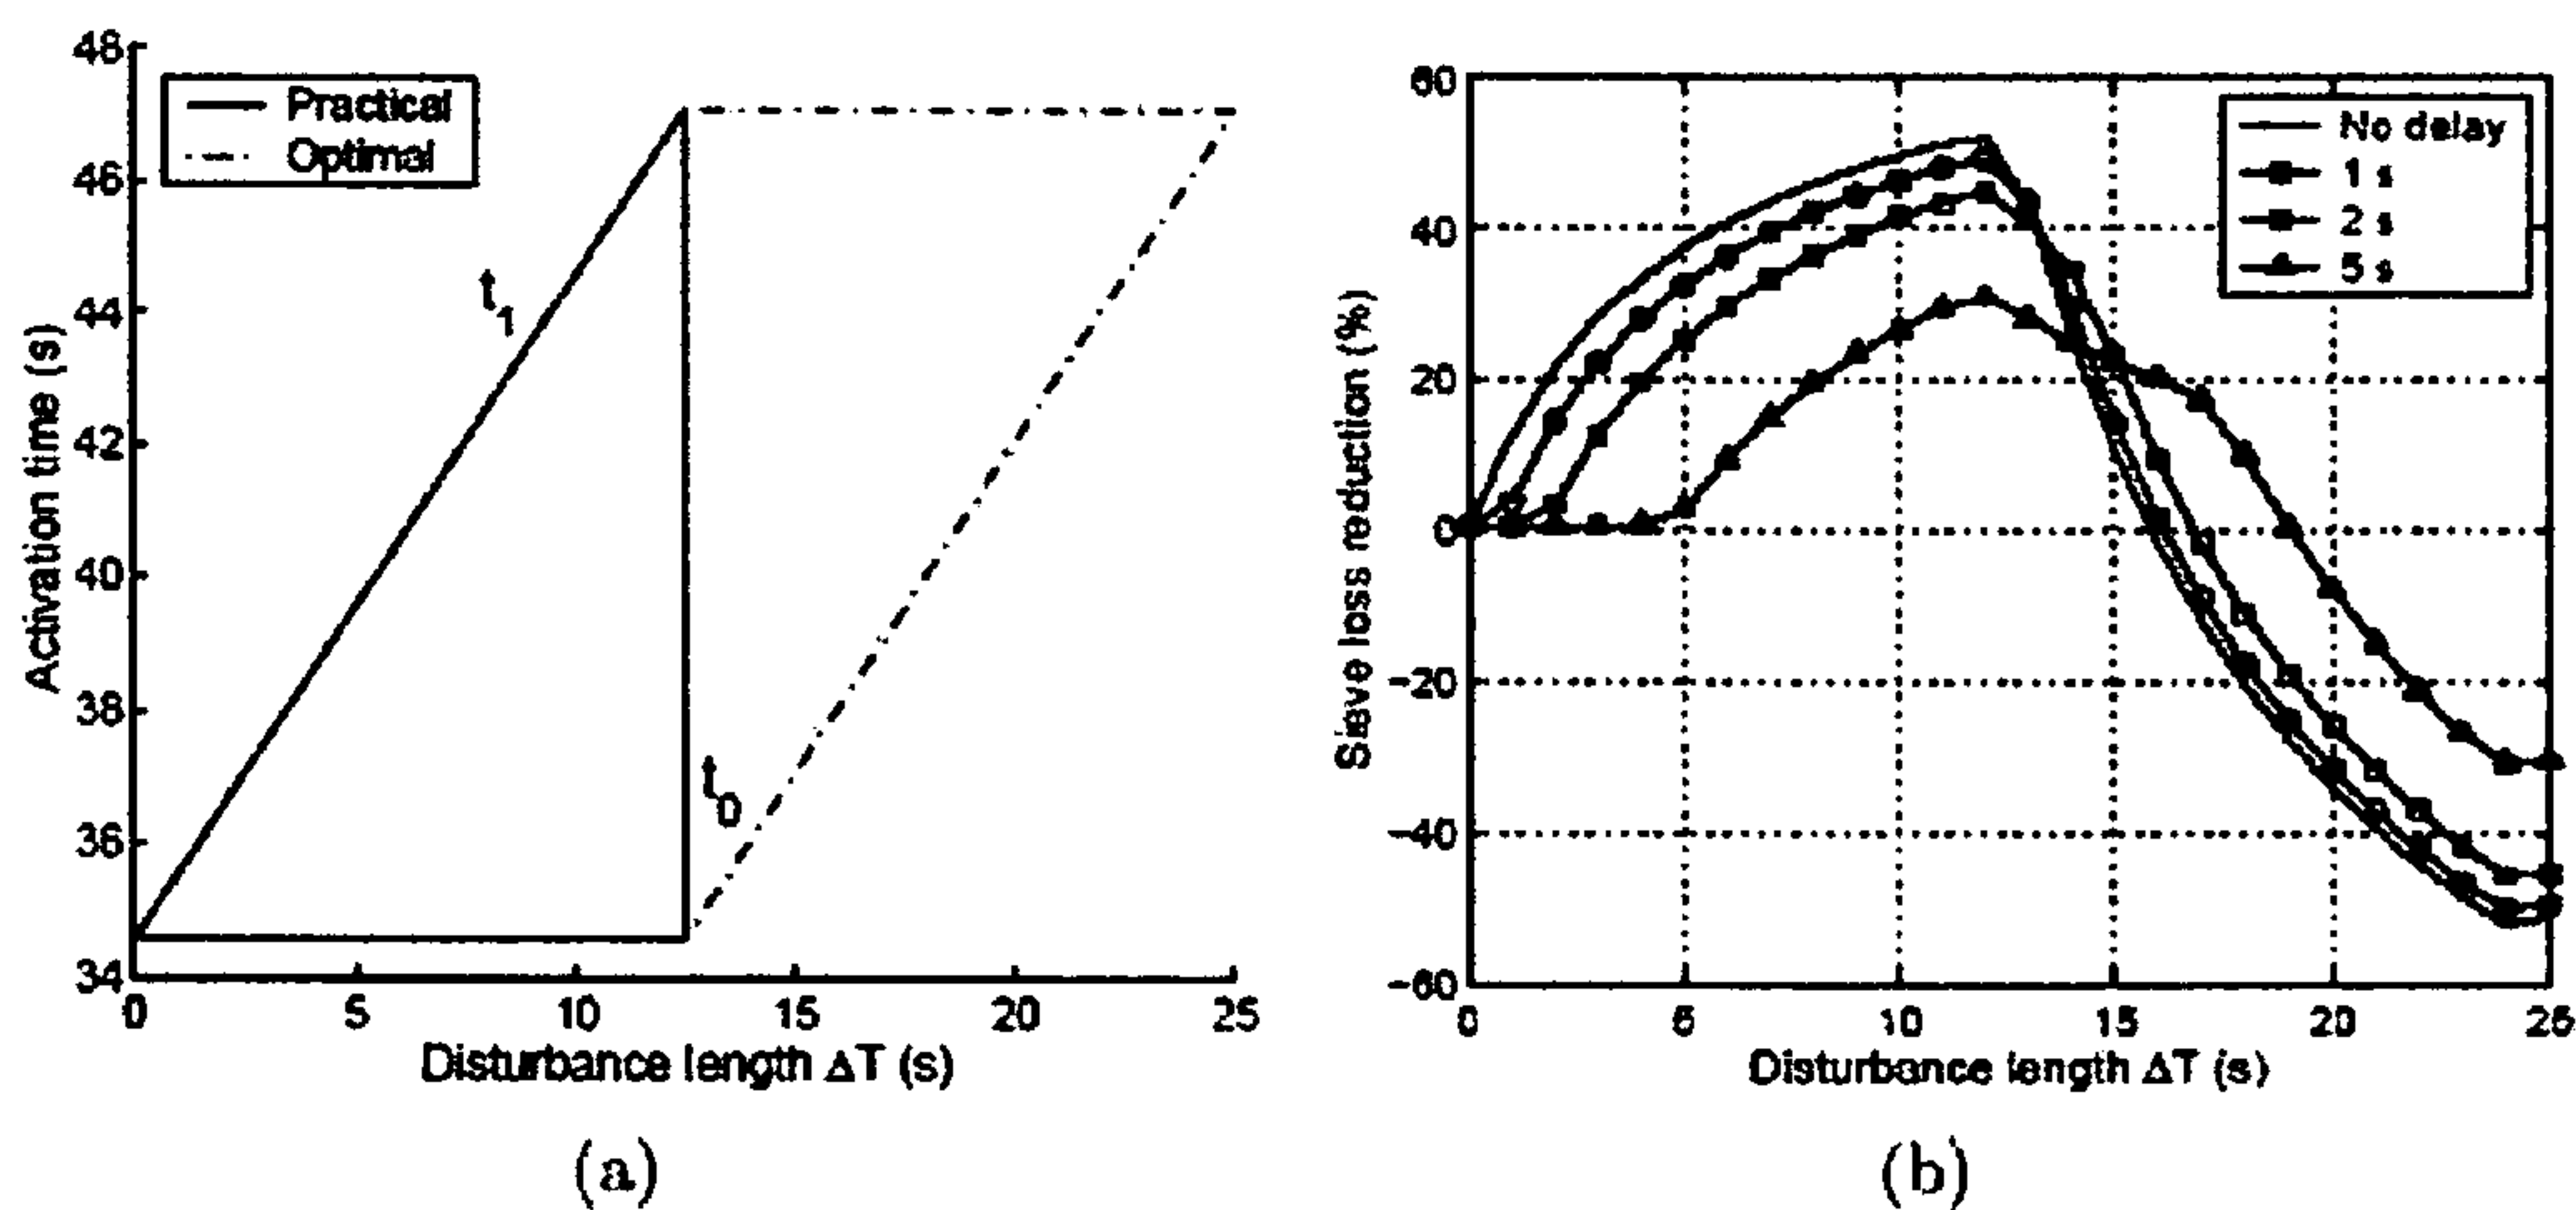 48
46
44
42
40
38
36
34
Activation time (s)
Practical
Optimal
t1
t0
0 5 10 15 20 25
Disturbance length ΔT (s)
(a)
60
40
20
0
-20
-40
-60
Sieve loss reduction (%)
No delay
1 s
2 s
5 s
0 5 10 15 20 25
Disturbance length ΔT (s)
(b)